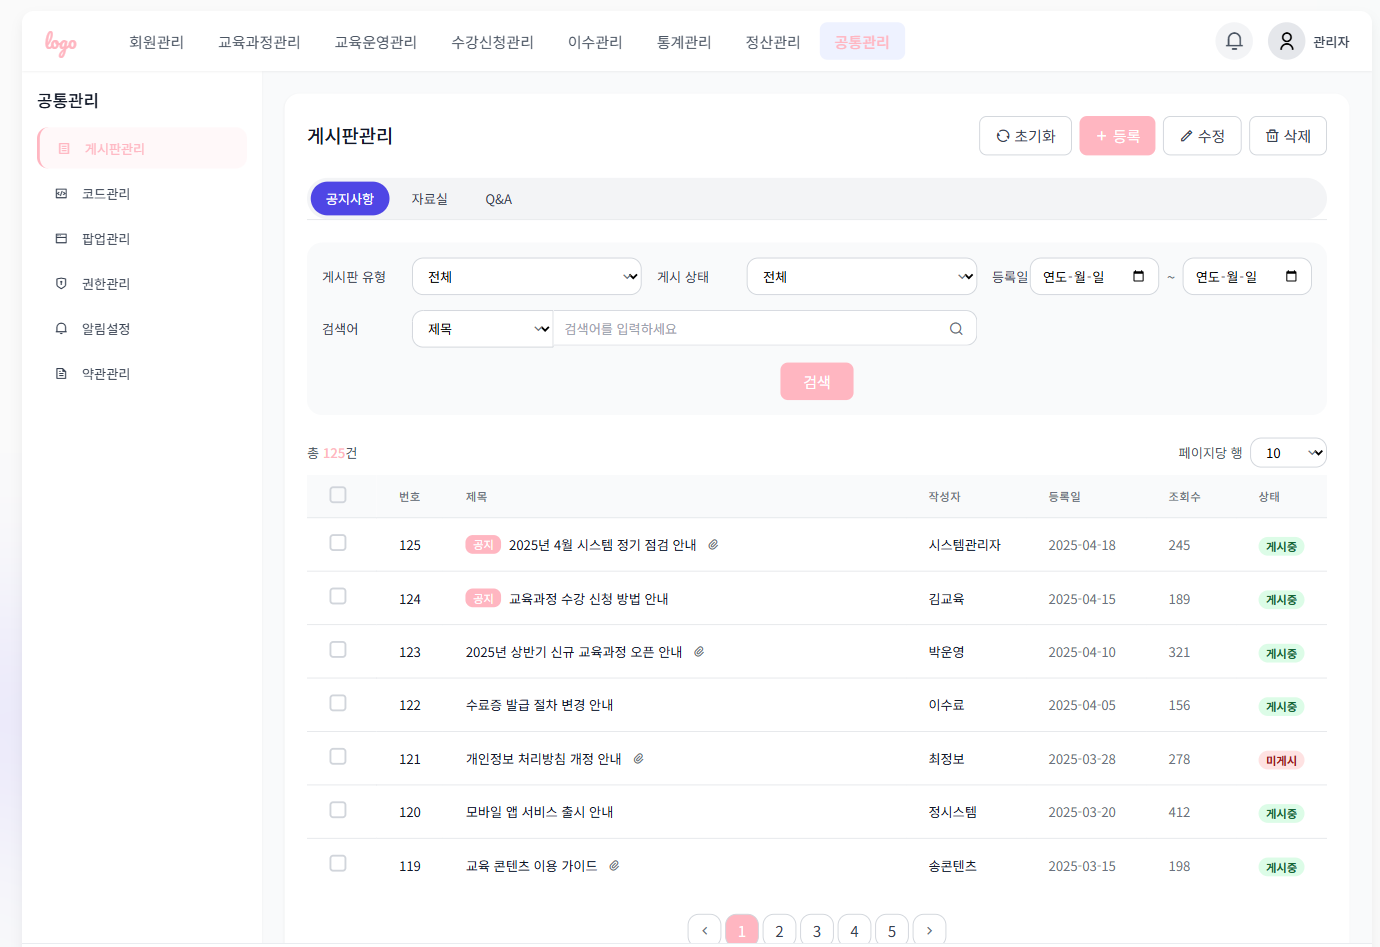 logo 회원관리 교육과정관리 교육운영관리 수강신청관리 이수관리 통계관리 정산관리 공통관리 관리자
공통관리
게시판관리
코드관리
팝업관리
권한관리
알림설정
약관관리
게시판관리 초기화 + 등록 수정 삭제
공지사항 자료실 Q&A
게시판 유형 전체 게시 상태 전체 등록일 연도-월-일 ~ 연도-월-일
검색어 제목 검색어를 입력하세요
검색
총 125건 페이지당 행 10
번호 제목 작성자 등록일 조회수 상태
125 공지 2025년 4월 시스템 정기 점검 안내 시스템관리자 2025-04-18 245 게시중
124 공지 교육과정 수강 신청 방법 안내 김교육 2025-04-15 189 게시중
123 2025년 상반기 신규 교육과정 오픈 안내 박운영 2025-04-10 321 게시중
122 수료증 발급 절차 변경 안내 이수료 2025-04-05 156 게시중
121 개인정보 처리방침 개정 안내 최정보 2025-03-28 278 미게시
120 모바일 앱 서비스 출시 안내 정시스템 2025-03-20 412 게시중
119 교육 콘텐츠 이용 가이드 송콘텐츠 2025-03-15 198 게시중
‹ 1 2 3 4 5 ›